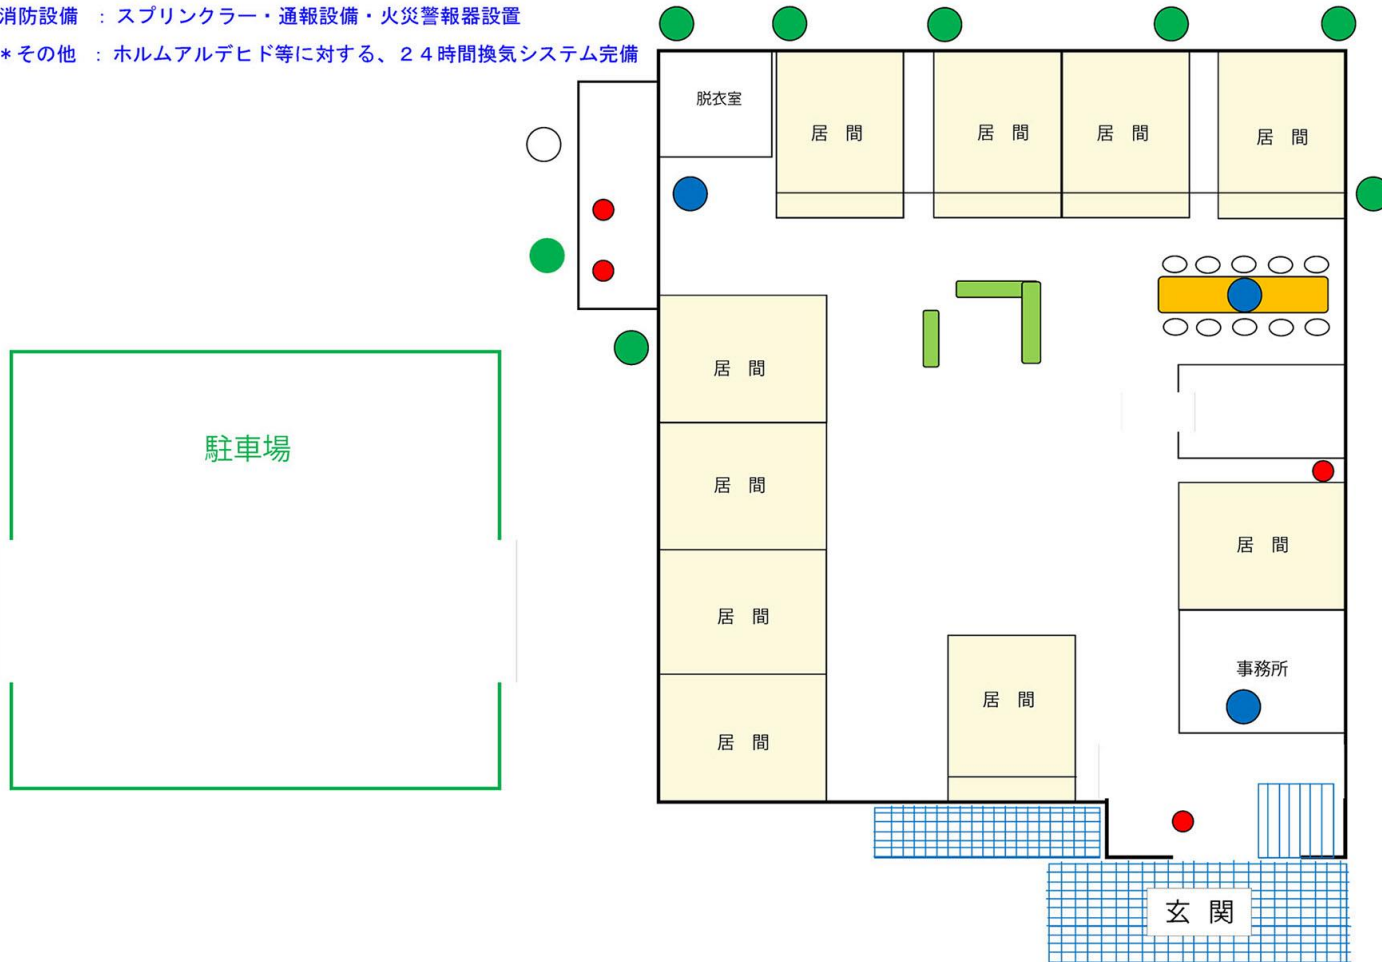 消防設備 ： スプリンクラー・通報設備・火災警報器設置
＊その他 ： ホルムアルデヒド等に対する、２４時間換気システム完備
脱衣室
居 間
居 間
居 間
居 間
居 間
駐車場
居 間
居 間
事務所
居 間
居 間
居 間
玄 関